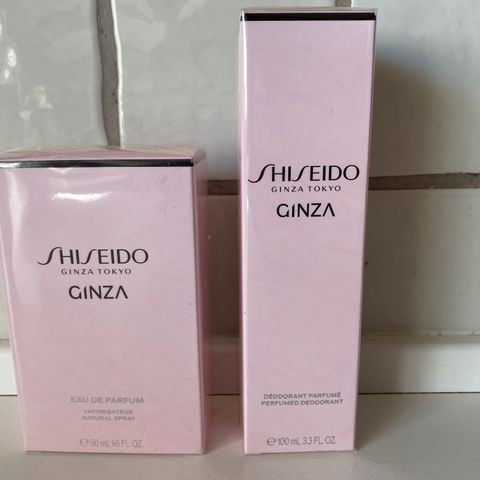 SHISEIDO
GINZA TOKYO
GINZA
EAU DE PARFUM
VAPORISATEUR
NATURAL SPRAY
℮ 50 mL 1.6 FL. OZ.
SHISEIDO
GINZA TOKYO
GINZA
DÉODORANT PARFUMÉ
PERFUMED DEODORANT
℮ 100 mL 3.3 FL. OZ.